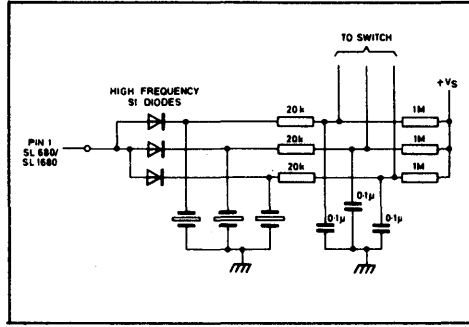 TO SWITCH
+VS
HIGH FREQUENCY
SI DIODES
20k
1M
PIN 1
SL 680/
SL 1680
20k
1M
20k
1M
0·1µ
0·1µ
0·1µ